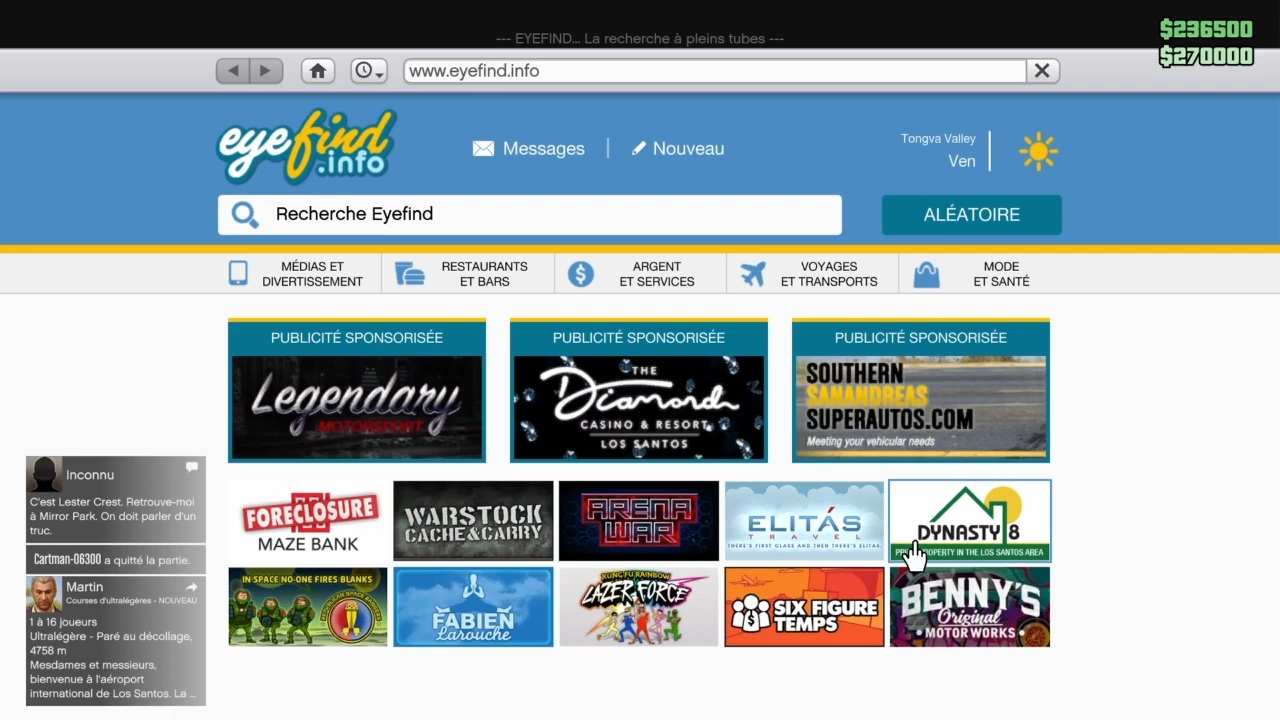 --- EYEFIND... La recherche à pleins tubes ---
$236500
$270000
www.eyefind.info
eyefind
.info
Messages
Nouveau
Tongva Valley
Ven
Recherche Eyefind
ALÉATOIRE
MÉDIAS ET
DIVERTISSEMENT
RESTAURANTS
ET BARS
ARGENT
ET SERVICES
VOYAGES
ET TRANSPORTS
MODE
ET SANTÉ
PUBLICITÉ SPONSORISÉE
PUBLICITÉ SPONSORISÉE
PUBLICITÉ SPONSORISÉE
Legendary
MOTORSPORT
THE
Diamond
CASINO & RESORT
LOS SANTOS
SOUTHERN
SANANDREAS
SUPERAUTOS.COM
Meeting your vehicular needs
FORECLOSURE
MAZE BANK
WARSTOCK
CACHE&CARRY
ARENA
WAR
ELITÁS
TRAVEL
THERE'S FIRST CLASS AND THEN THERE'S ELITAS.
DYNASTY 8
PROPERTY IN THE LOS SANTOS AREA
IN SPACE NO-ONE FIRES BLANKS
FABIEN
Larouche
KUNG FU RAINBOW
LAZER FORCE
SIX FIGURE
TEMPS
BENNY'S
Original
MOTOR WORKS
Inconnu
C'est Lester Crest. Retrouve-moi
à Mirror Park. On doit parler d'un
truc.
Cartman-06300 a quitté la partie.
Martin
Courses d'ultralégères - NOUVEAU
1 à 16 joueurs
Ultralégère - Paré au décollage,
4758 m
Mesdames et messieurs,
bienvenue à l'aéroport
international de Los Santos. La ...